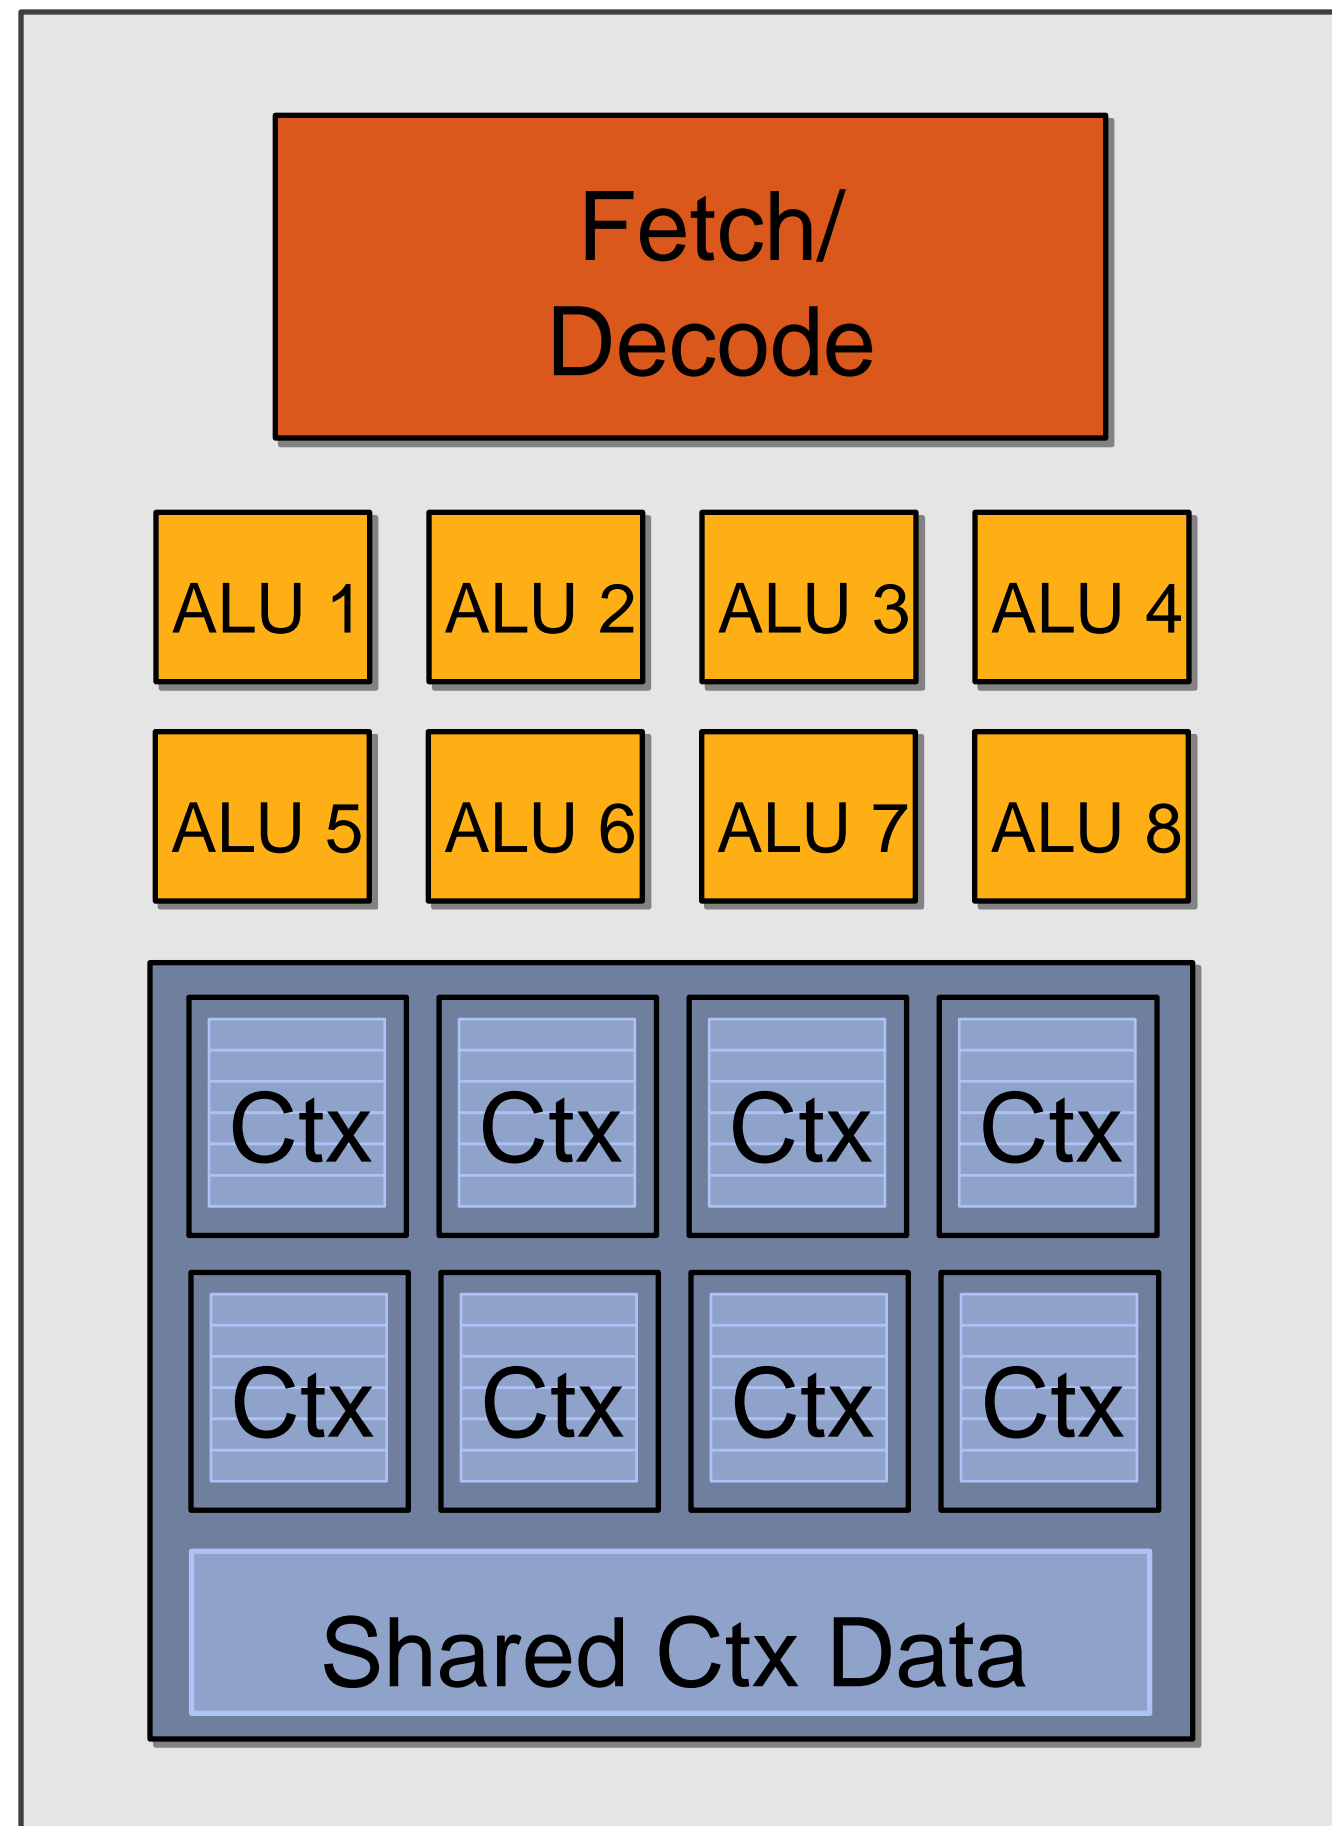 Fetch/
Decode
ALU 1 ALU 2 ALU 3 ALU 4
ALU 5 ALU 6 ALU 7 ALU 8
Ctx Ctx Ctx Ctx
Ctx Ctx Ctx Ctx
Shared Ctx Data